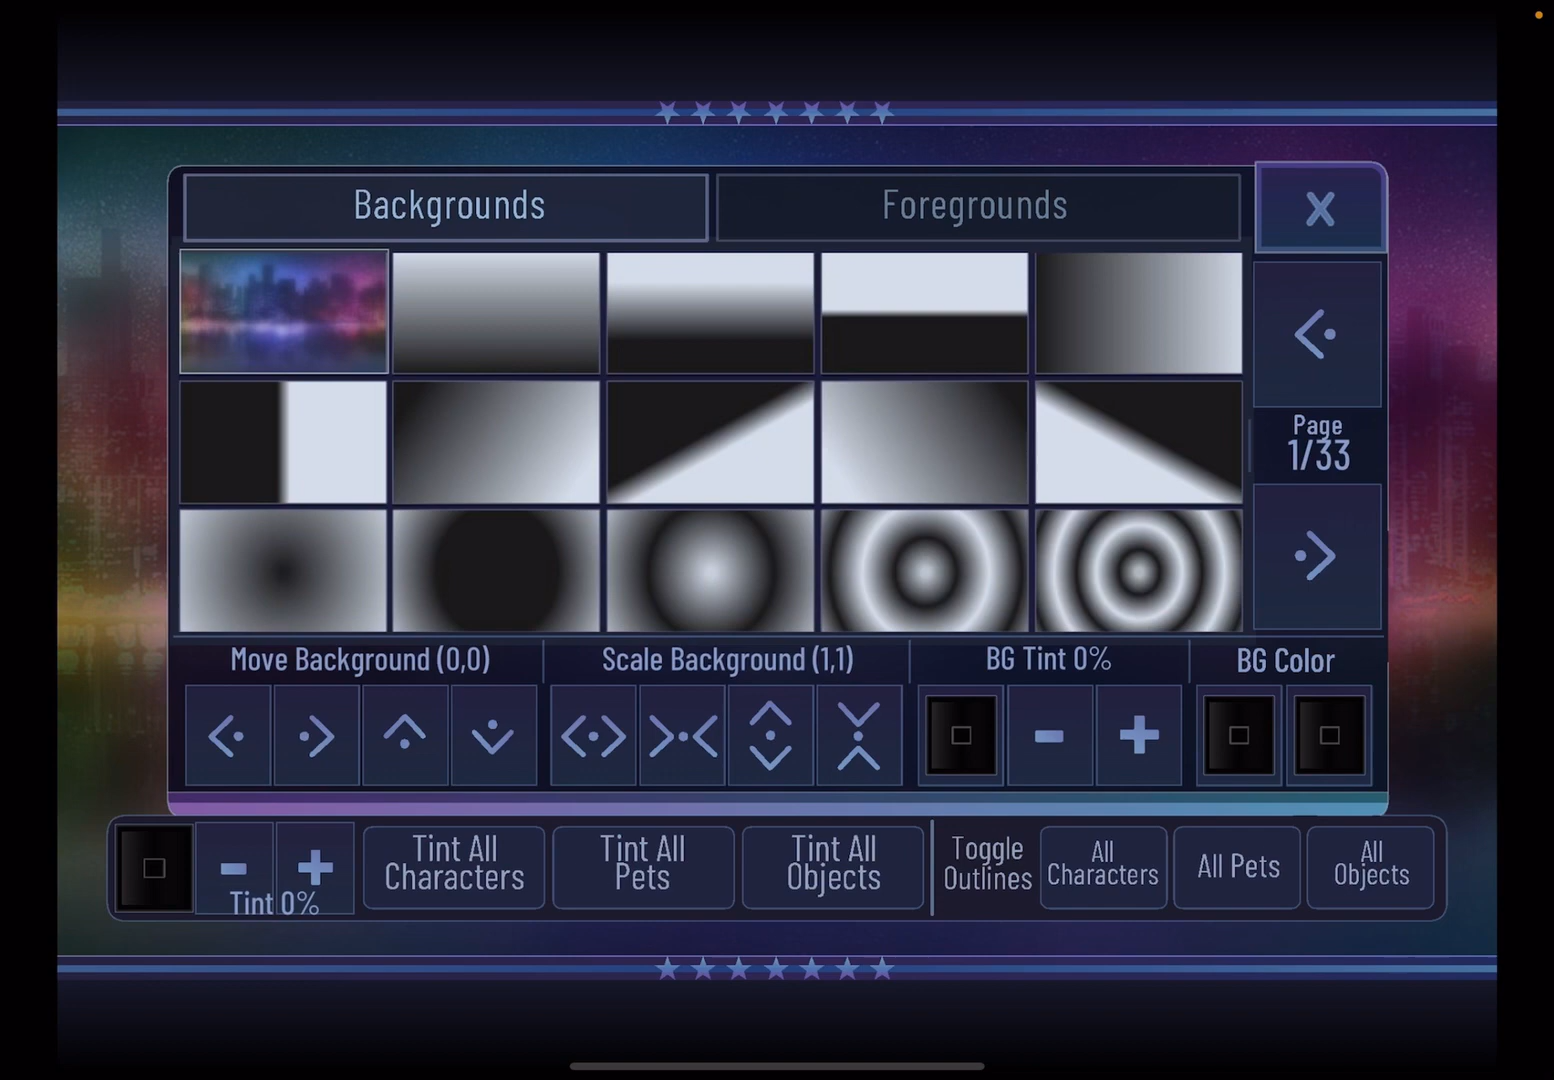 Backgrounds
Foregrounds
X
Page
1/33
Move Background (0,0)
Scale Background (1,1)
BG Tint 0%
BG Color
Tint 0%
Tint All
Characters
Tint All
Pets
Tint All
Objects
Toggle
Outlines
All
Characters
All Pets
All
Objects